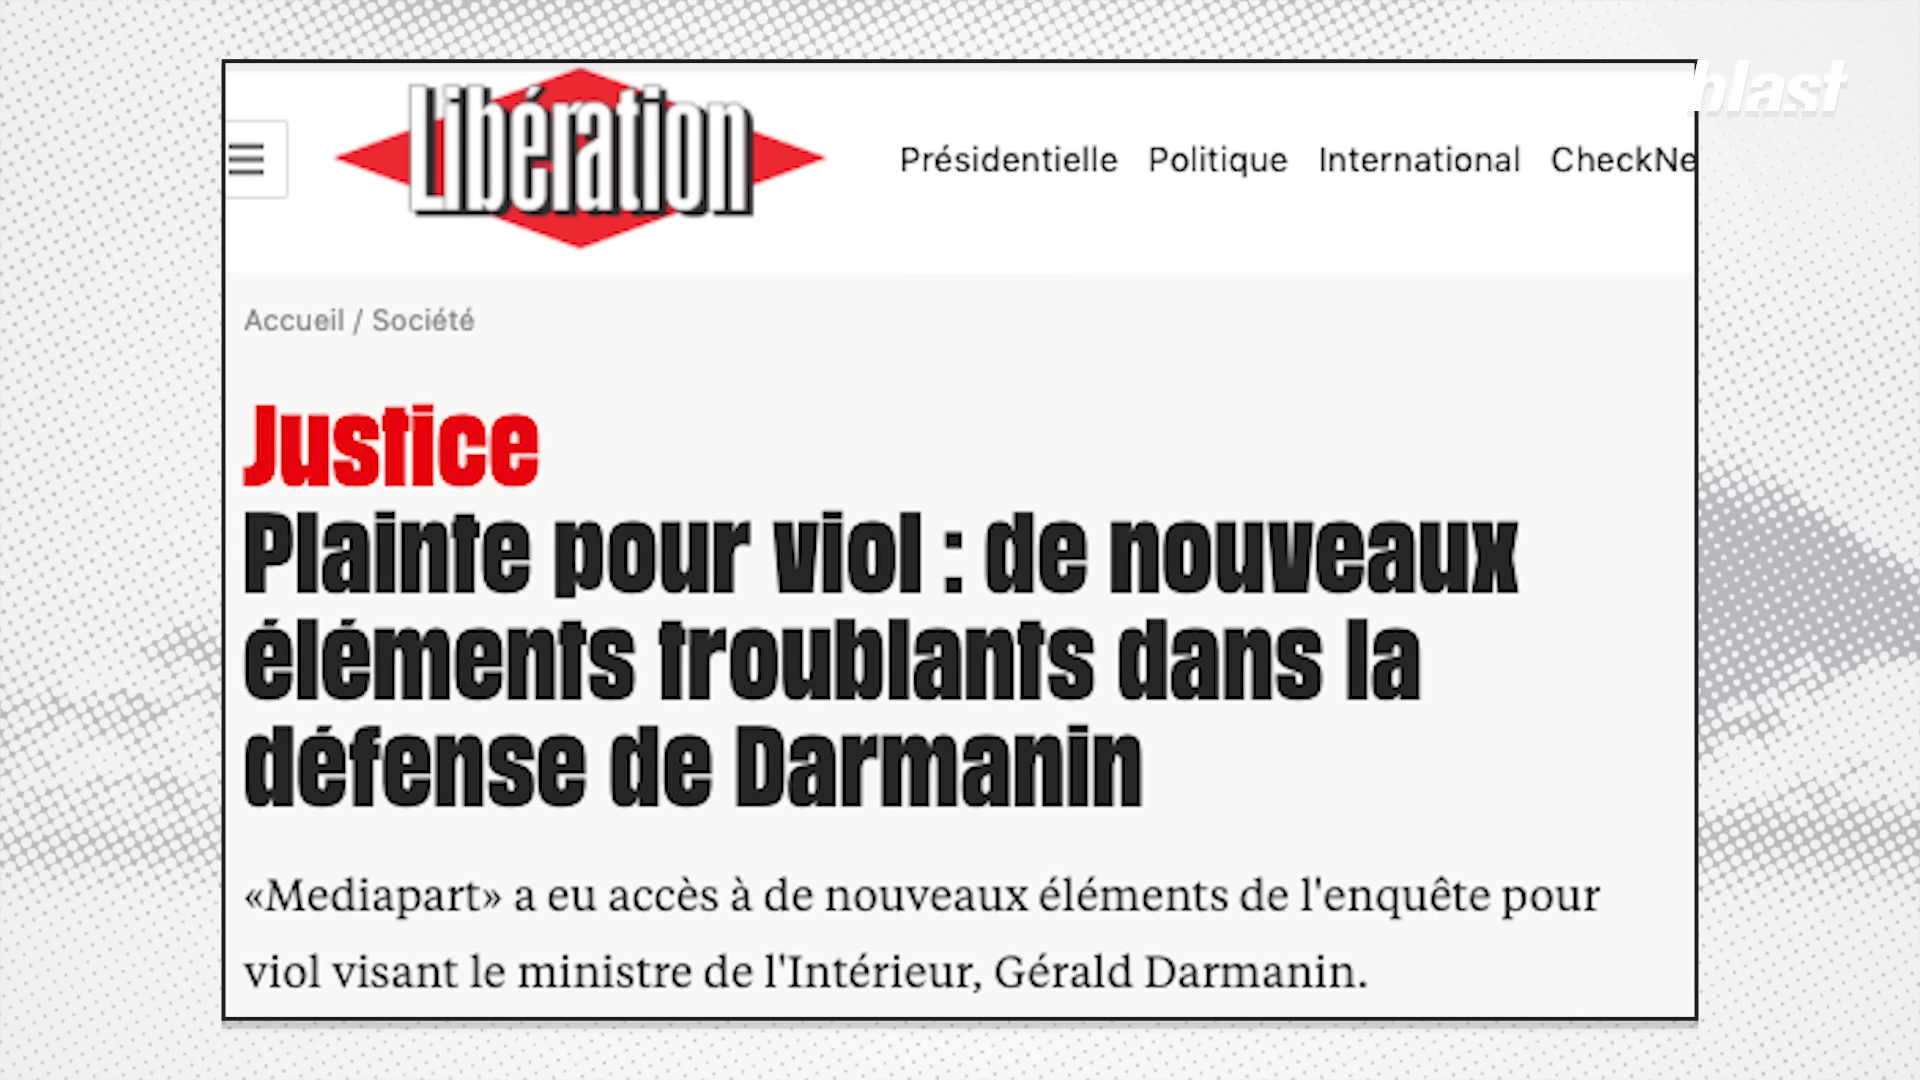 blast
Libération
Présidentielle Politique International CheckNe
Accueil / Société
Justice
Plainte pour viol : de nouveaux
éléments troublants dans la
défense de Darmanin
«Mediapart» a eu accès à de nouveaux éléments de l'enquête pour
viol visant le ministre de l'Intérieur, Gérald Darmanin.